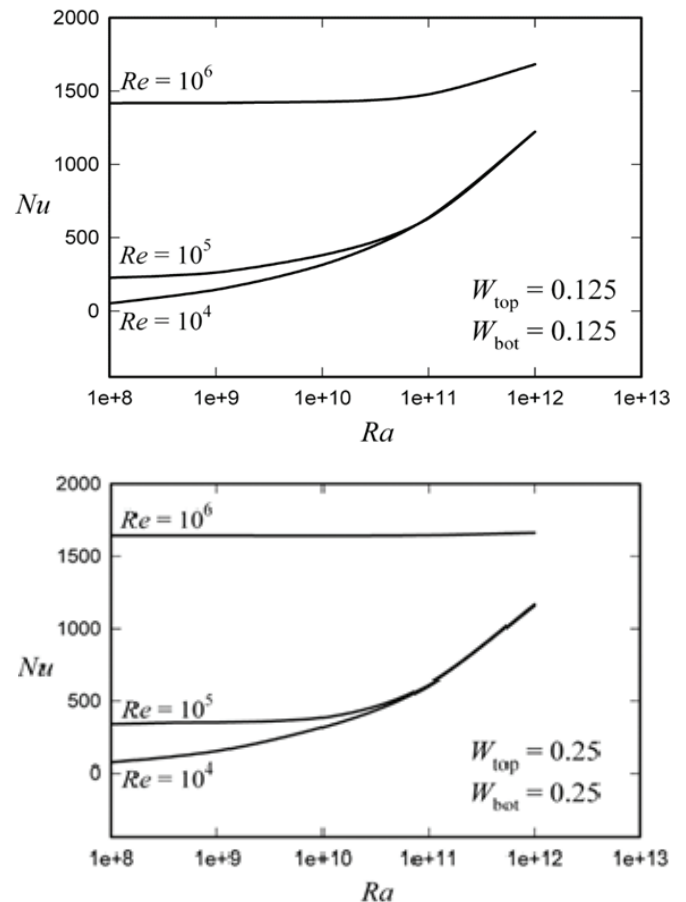 2000
Re = 10^6
1500
1000
Nu
500
Re = 10^5
0
Re = 10^4
W_top = 0.125
W_bot = 0.125
1e+8 1e+9 1e+10 1e+11 1e+12 1e+13
Ra
2000
Re = 10^6
1500
1000
Nu
500
Re = 10^5
0
Re = 10^4
W_top = 0.25
W_bot = 0.25
1e+8 1e+9 1e+10 1e+11 1e+12 1e+13
Ra